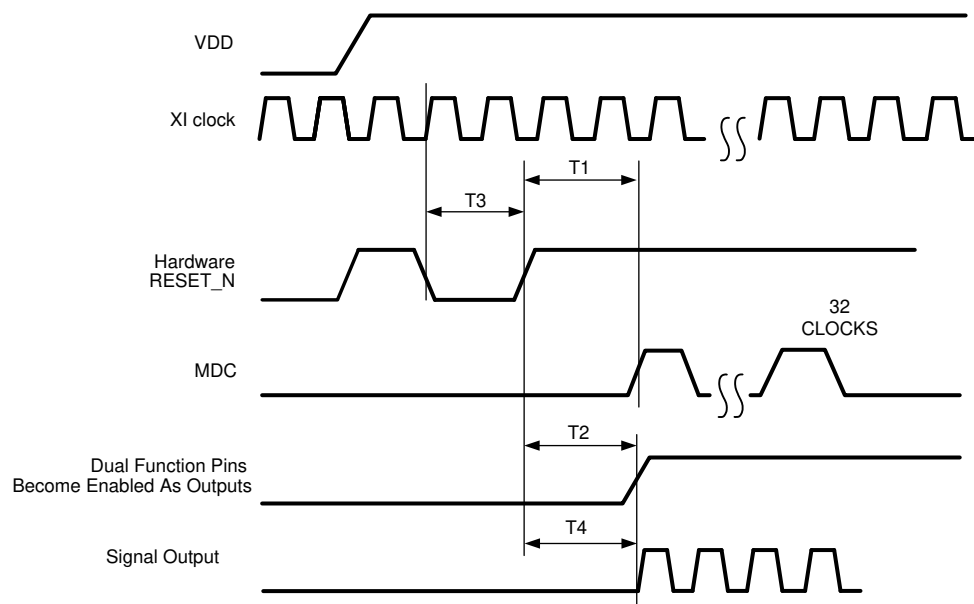 VDD
XI clock
T1
T3
Hardware
RESET_N
32
CLOCKS
MDC
T2
Dual Function Pins
Become Enabled As Outputs
T4
Signal Output